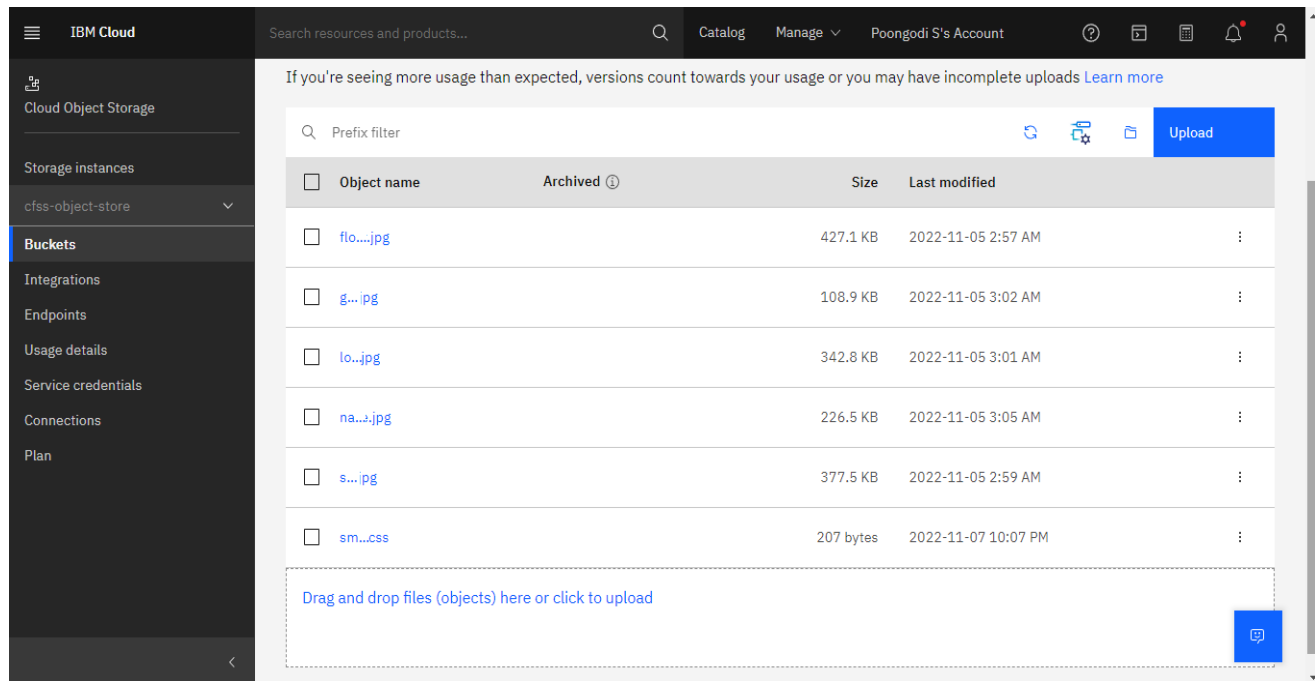 IBM Cloud
Search resources and products...
Catalog
Manage
Poongodi S's Account
Cloud Object Storage
Storage instances
cfss-object-store
Buckets
Integrations
Endpoints
Usage details
Service credentials
Connections
Plan
If you're seeing more usage than expected, versions count towards your usage or you may have incomplete uploads Learn more
Prefix filter
Upload
Object name Archived Size Last modified
flo....jpg 427.1 KB 2022-11-05 2:57 AM
g...jpg 108.9 KB 2022-11-05 3:02 AM
lo...jpg 342.8 KB 2022-11-05 3:01 AM
na...jpg 226.5 KB 2022-11-05 3:05 AM
s...jpg 377.5 KB 2022-11-05 2:59 AM
sm...css 207 bytes 2022-11-07 10:07 PM
Drag and drop files (objects) here or click to upload